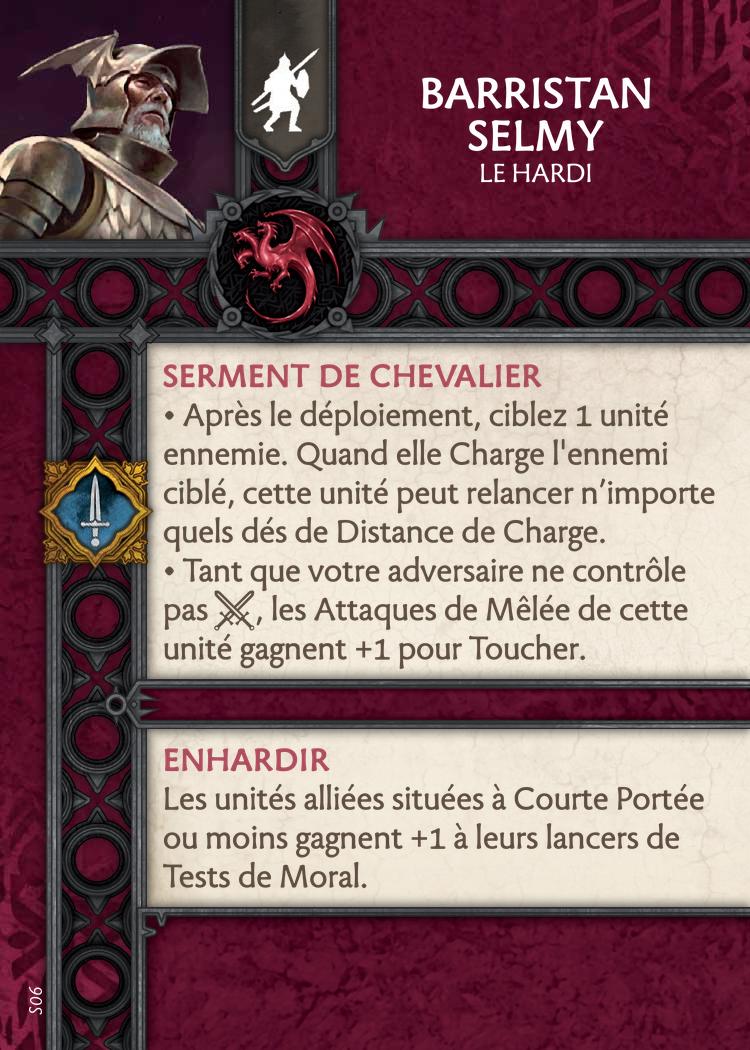 BARRISTAN
SELMY
LE HARDI
SERMENT DE CHEVALIER
• Après le déploiement, ciblez 1 unité
ennemie. Quand elle Charge l'ennemi
ciblé, cette unité peut relancer n’importe
quels dés de Distance de Charge.
• Tant que votre adversaire ne contrôle
pas , les Attaques de Mêlée de cette
unité gagnent +1 pour Toucher.
ENHARDIR
Les unités alliées situées à Courte Portée
ou moins gagnent +1 à leurs lancers de
Tests de Moral.
S06